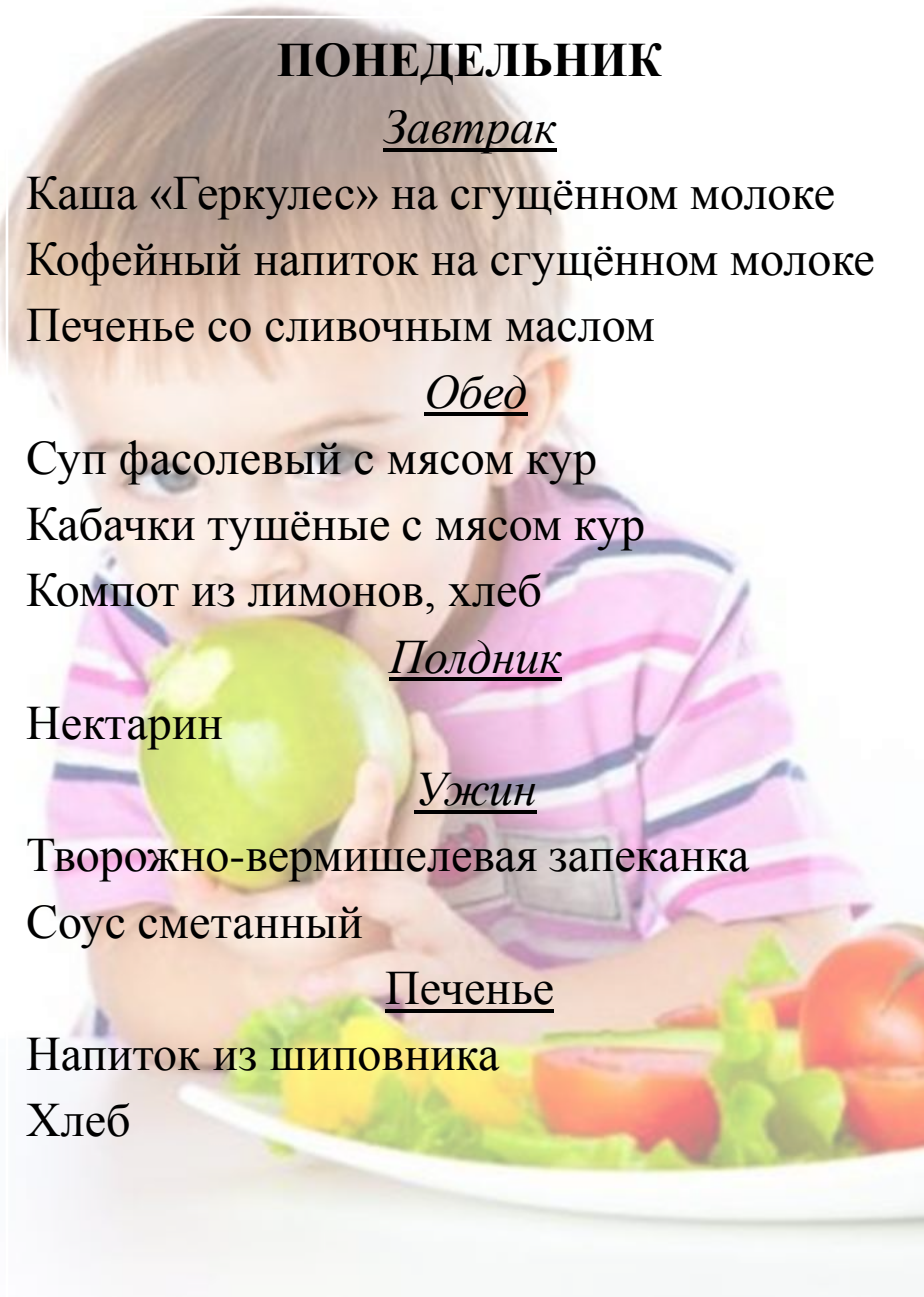 ПОНЕДЕЛЬНИК
Завтрак
Каша «Геркулес» на сгущённом молоке
Кофейный напиток на сгущённом молоке
Печенье со сливочным маслом
Обед
Суп фасолевый с мясом кур
Кабачки тушёные с мясом кур
Компот из лимонов, хлеб
Полдник
Нектарин
Ужин
Творожно-вермишелевая запеканка
Соус сметанный
Печенье
Напиток из шиповника
Хлеб